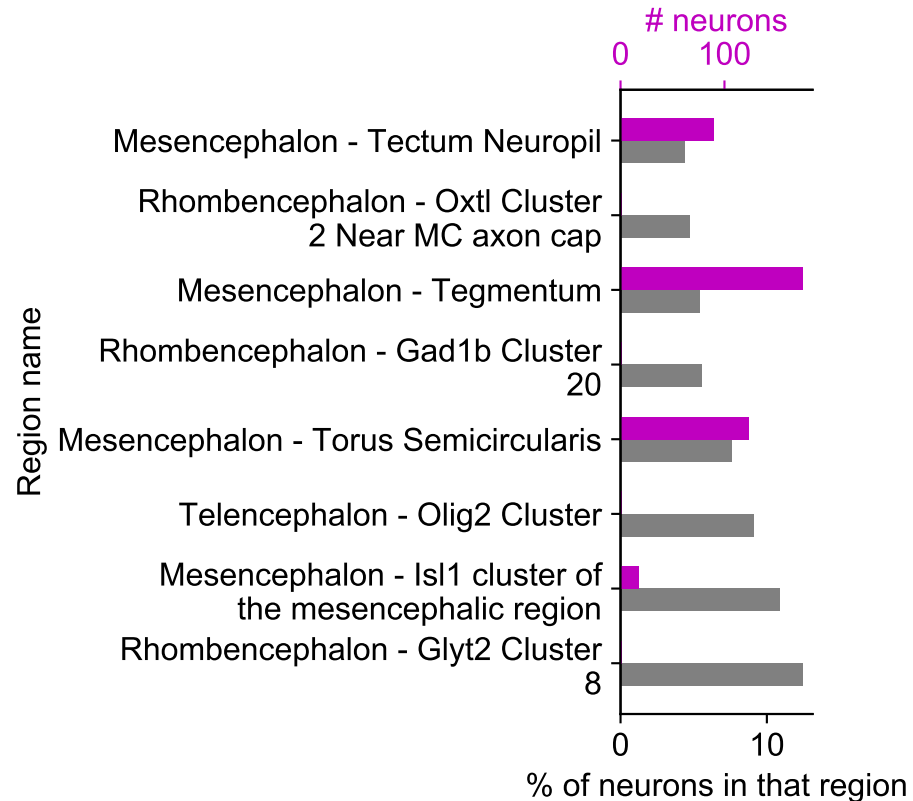 # neurons
0 100
Mesencephalon - Tectum Neuropil
Rhombencephalon - Oxtl Cluster
2 Near MC axon cap
Mesencephalon - Tegmentum
Rhombencephalon - Gad1b Cluster
20
Mesencephalon - Torus Semicircularis
Telencephalon - Olig2 Cluster
Mesencephalon - Isl1 cluster of
the mesencephalic region
Rhombencephalon - Glyt2 Cluster
8
Region name
0 10
% of neurons in that region